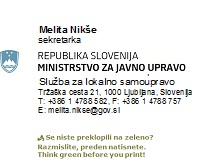 Melita Nikše
sekretarka
REPUBLIKA SLOVENIJA
MINISTRSTVO ZA JAVNO UPRAVO
Služba za lokalno samoupravo
Tržaška cesta 21, 1000 Ljubljana, Slovenija
T: +386 1 4788 582, F: +386 1 4788 757
E: melita.nikse@gov.si
Se niste preklopili na zeleno?
Razmislite, preden natisnete.
Think green before you print!